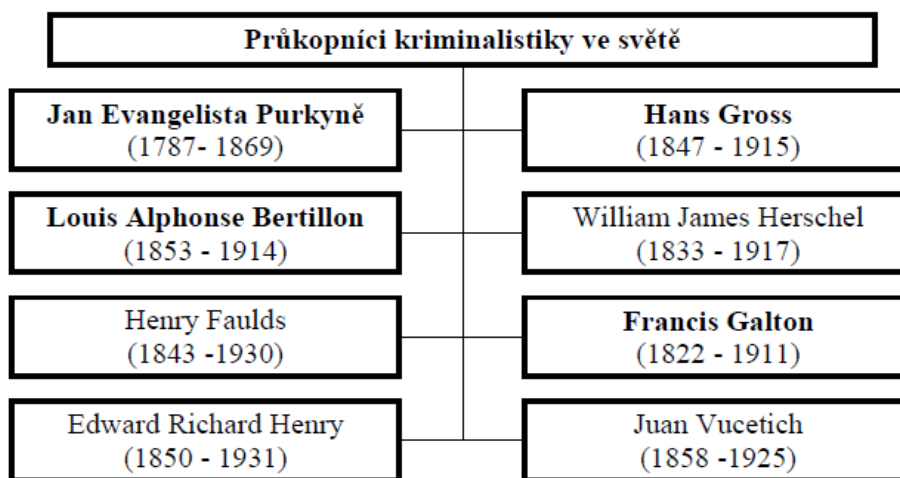 Průkopníci kriminalistiky ve světě
Jan Evangelista Purkyně
(1787- 1869)
Hans Gross
(1847 - 1915)
Louis Alphonse Bertillon
(1853 - 1914)
William James Herschel
(1833 - 1917)
Henry Faulds
(1843 -1930)
Francis Galton
(1822 - 1911)
Edward Richard Henry
(1850 - 1931)
Juan Vucetich
(1858 -1925)